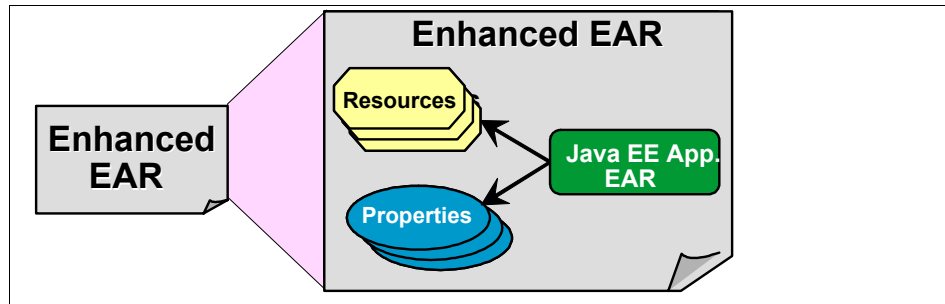 Enhanced EAR
Resources
Java EE App.
EAR
Properties
Enhanced
EAR